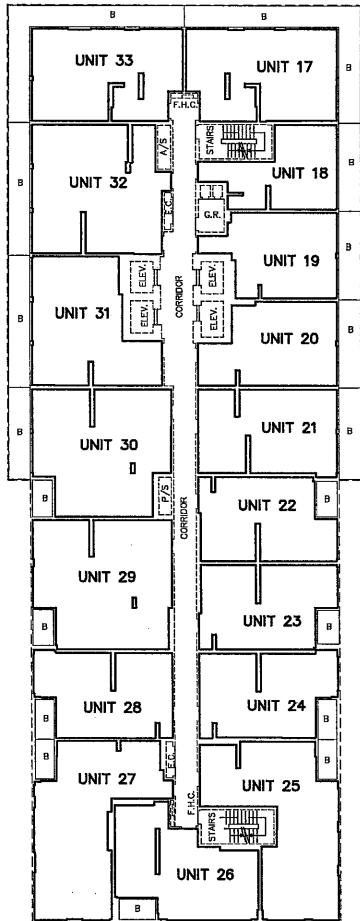 B
B
UNIT 33
UNIT 17
B
B
F.H.C.
A/S
STAIRS
UNIT 32
UNIT 18
B
B
E.C.
G.R.
UNIT 19
ELEV.
ELEV.
B
B
UNIT 31
CORRIDOR
ELEV.
ELEV.
UNIT 20
B
B
UNIT 21
UNIT 30
P/S
B
UNIT 22
B
CORRIDOR
UNIT 29
UNIT 23
B
B
UNIT 28
UNIT 24
B
B
E.C.
B
B
UNIT 27
UNIT 25
F.H.C.
STAIRS
UNIT 26
B